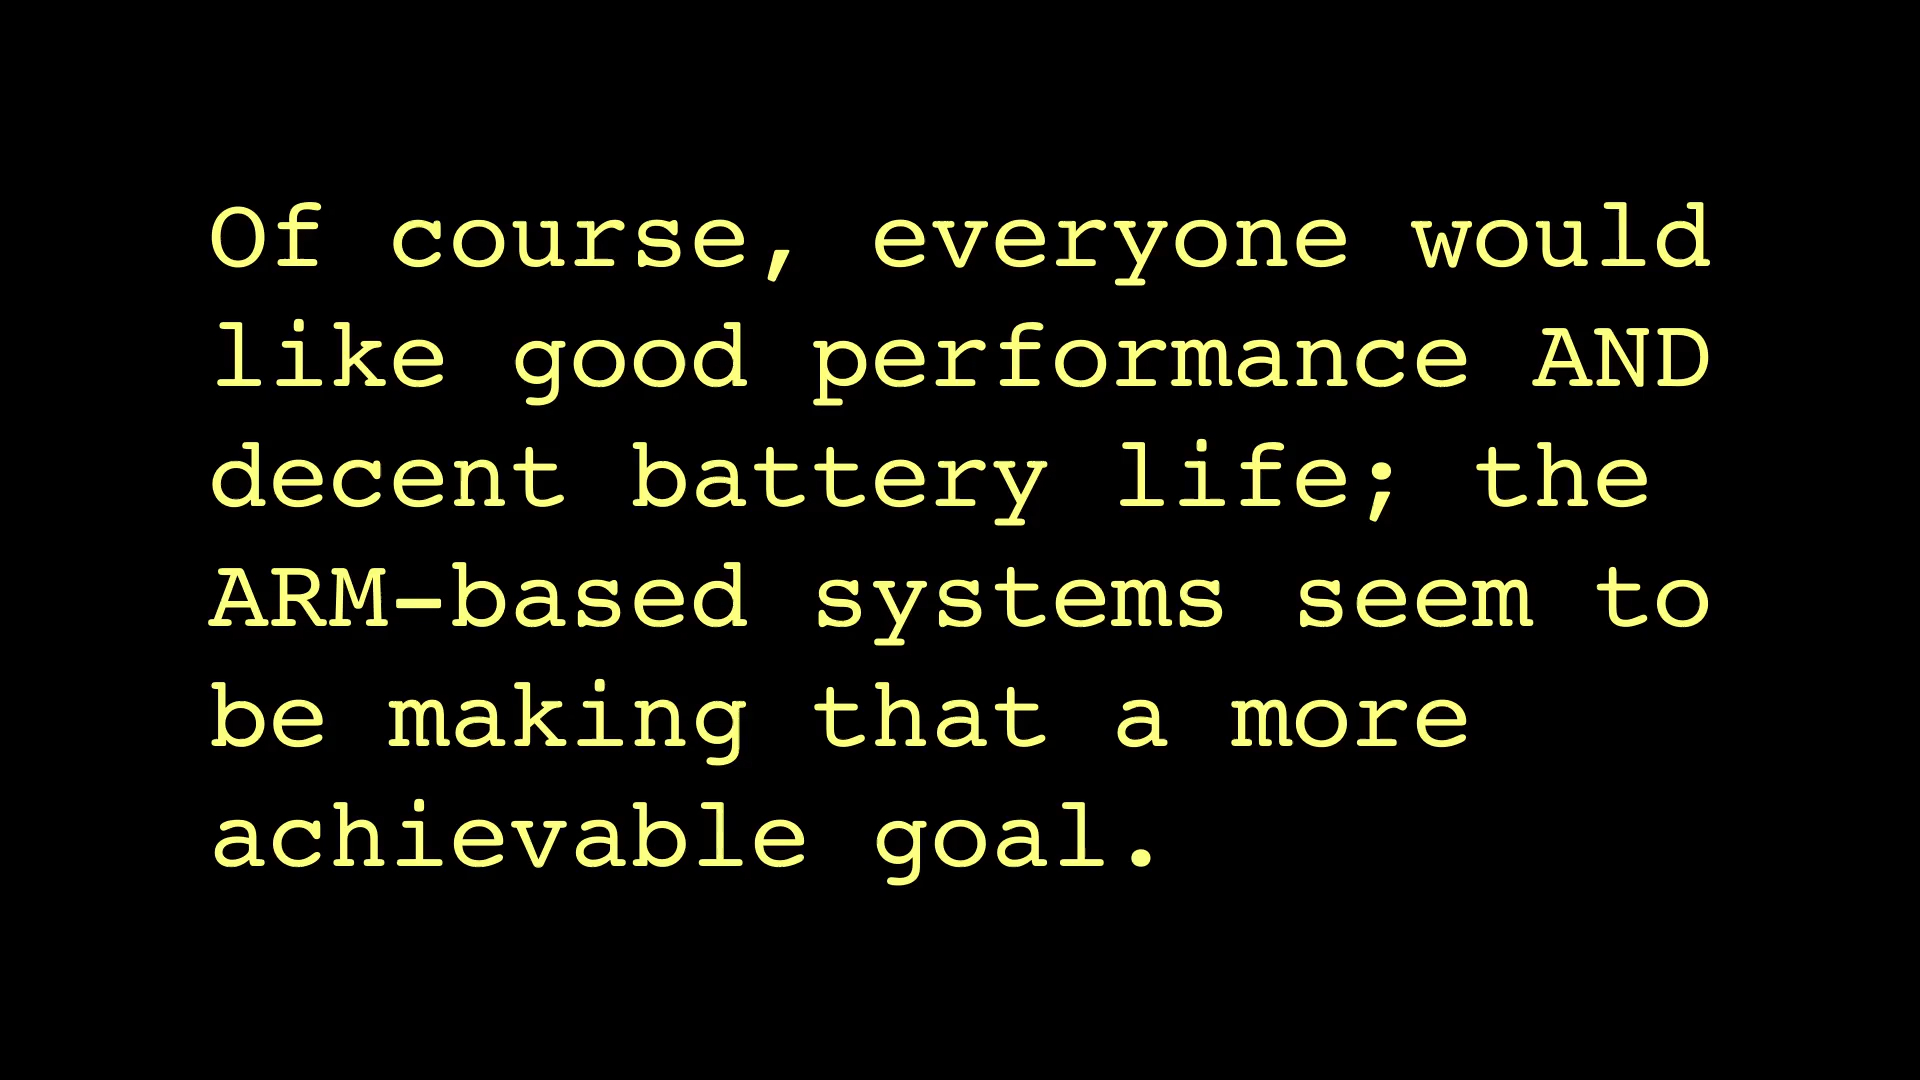 Of course, everyone would
like good performance AND
decent battery life; the
ARM-based systems seem to
be making that a more
achievable goal.